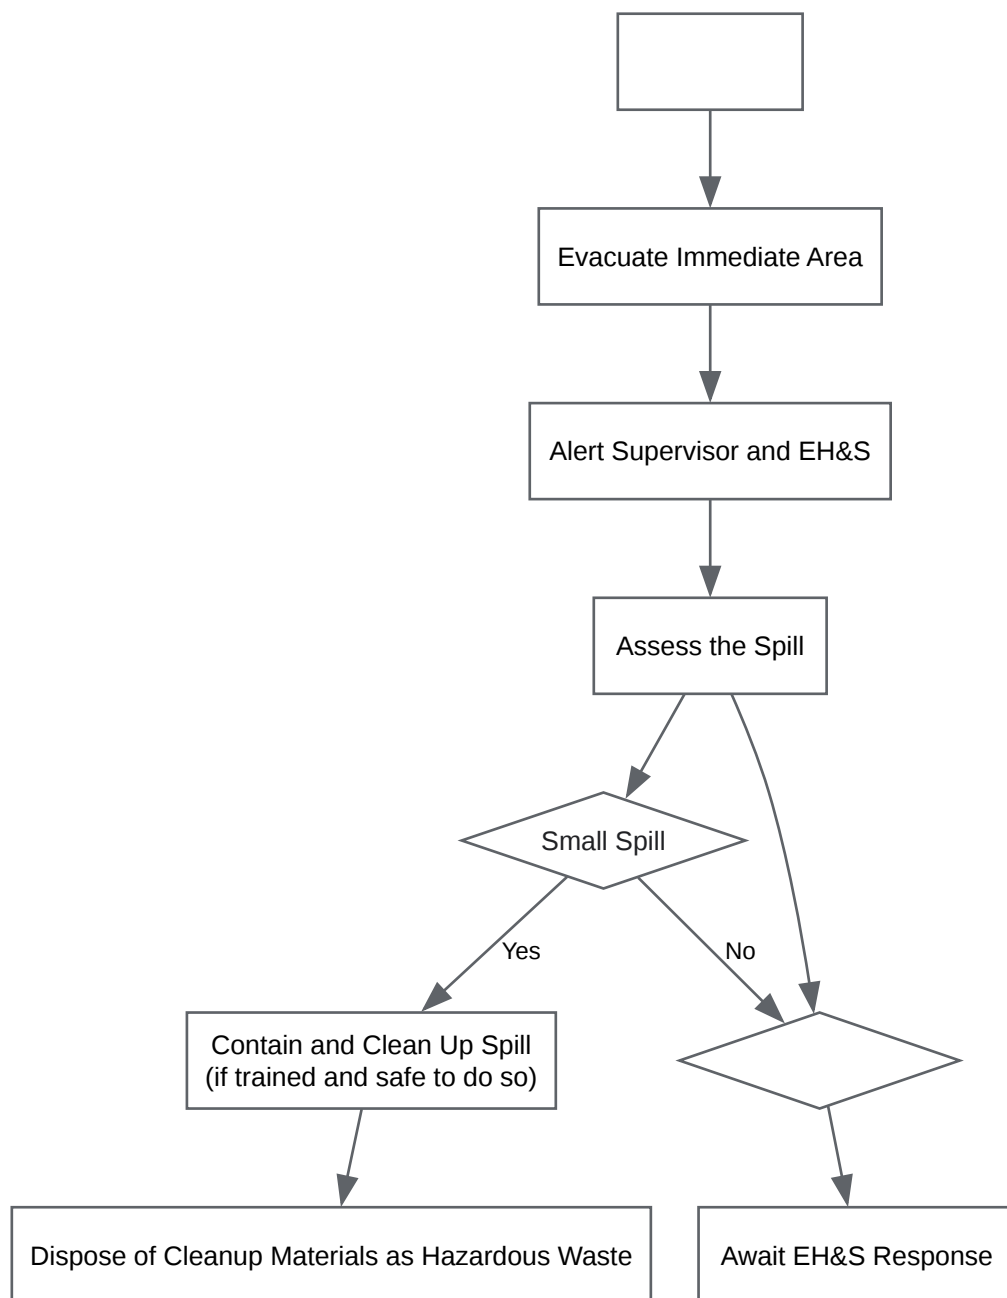 Evacuate Immediate Area
Alert Supervisor and EH&S
Assess the Spill
Small Spill
Yes
No
Contain and Clean Up Spill
(if trained and safe to do so)
Dispose of Cleanup Materials as Hazardous Waste
Await EH&S Response